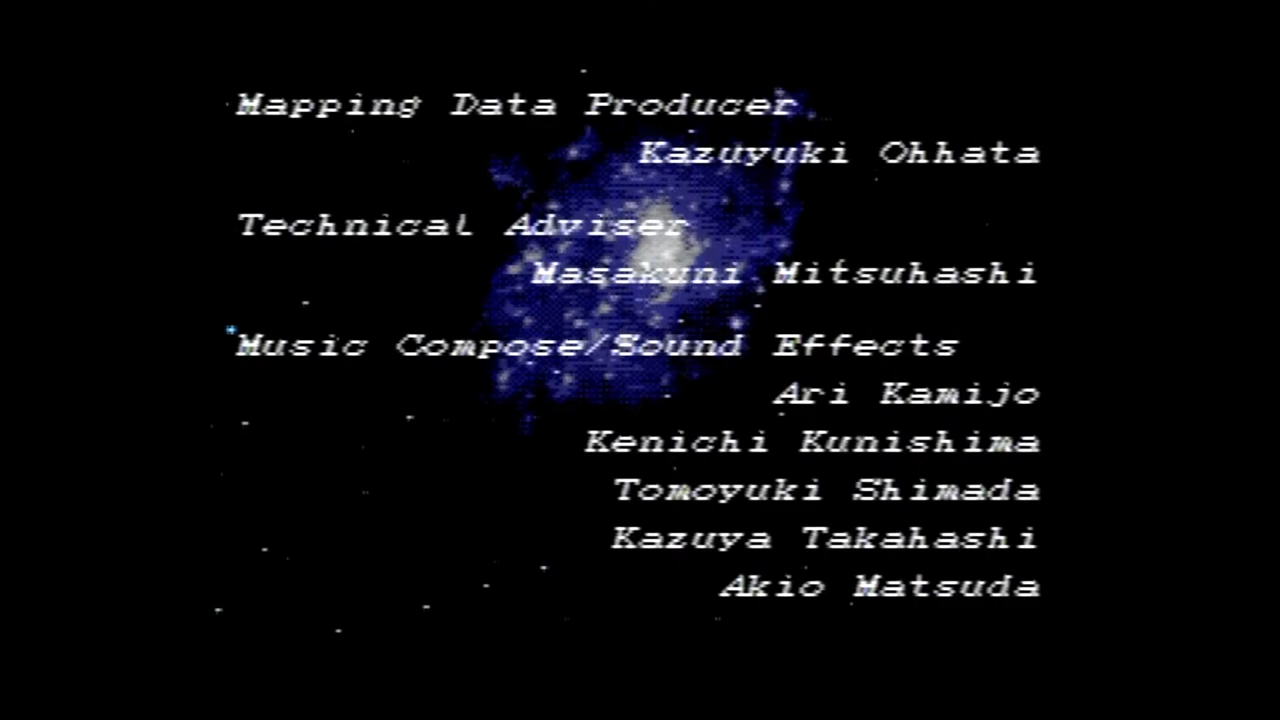 Mapping Data Producer
Kazuyuki Ohhata
Technical Adviser
Masakuni Mitsuhashi
Music Compose/Sound Effects
Ari Kamijo
Kenichi Kunishima
Tomoyuki Shimada
Kazuya Takahashi
Akio Matsuda